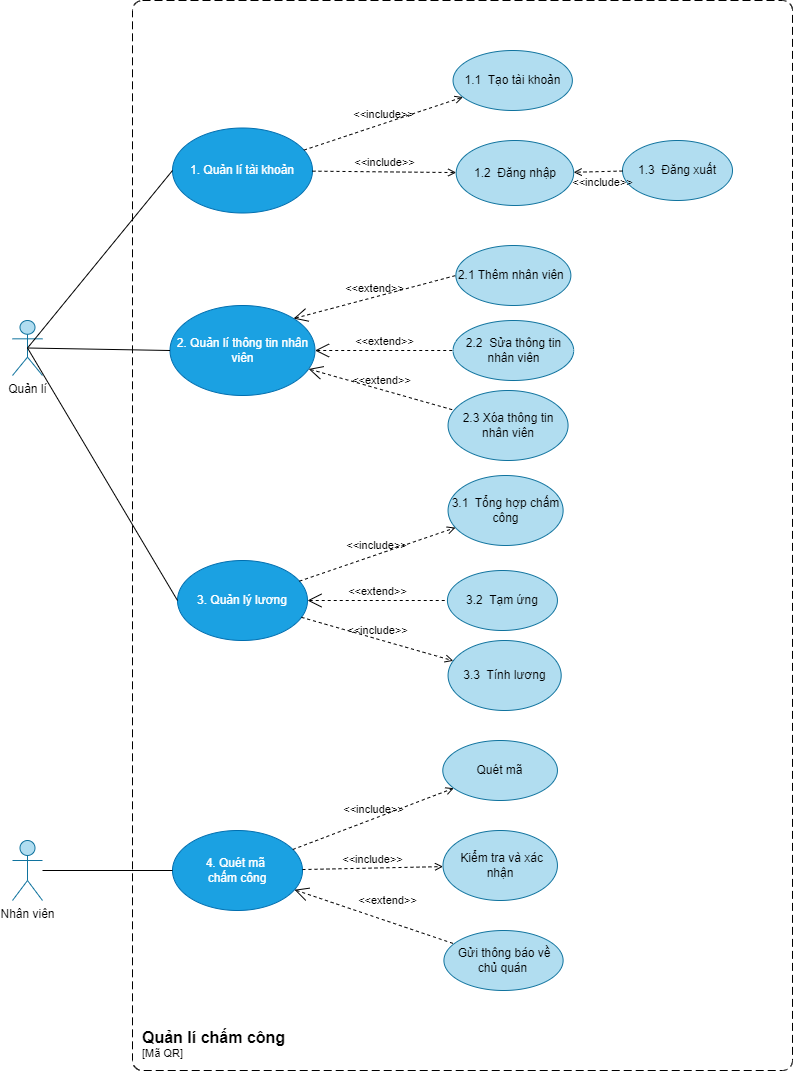 1.1 Tạo tài khoản
<<include>>
1. Quản lí tài khoản
<<include>>
1.2 Đăng nhập
<<include>>
1.3 Đăng xuất
2.1 Thêm nhân viên
<<extend>>
2. Quản lí thông tin nhân
viên
<<extend>>
2.2 Sửa thông tin
nhân viên
<<extend>>
2.3 Xóa thông tin
nhân viên
Quản lí
3.1 Tổng hợp chấm
công
<<include>>
3. Quản lý lương
<<extend>>
3.2 Tạm ứng
<<include>>
3.3 Tính lương
Quét mã
<<include>>
4. Quét mã
chấm công
<<include>>
Kiểm tra và xác
nhận
<<extend>>
Nhân viên
Gửi thông báo về
chủ quán
Quản lí chấm công
[Mã QR]